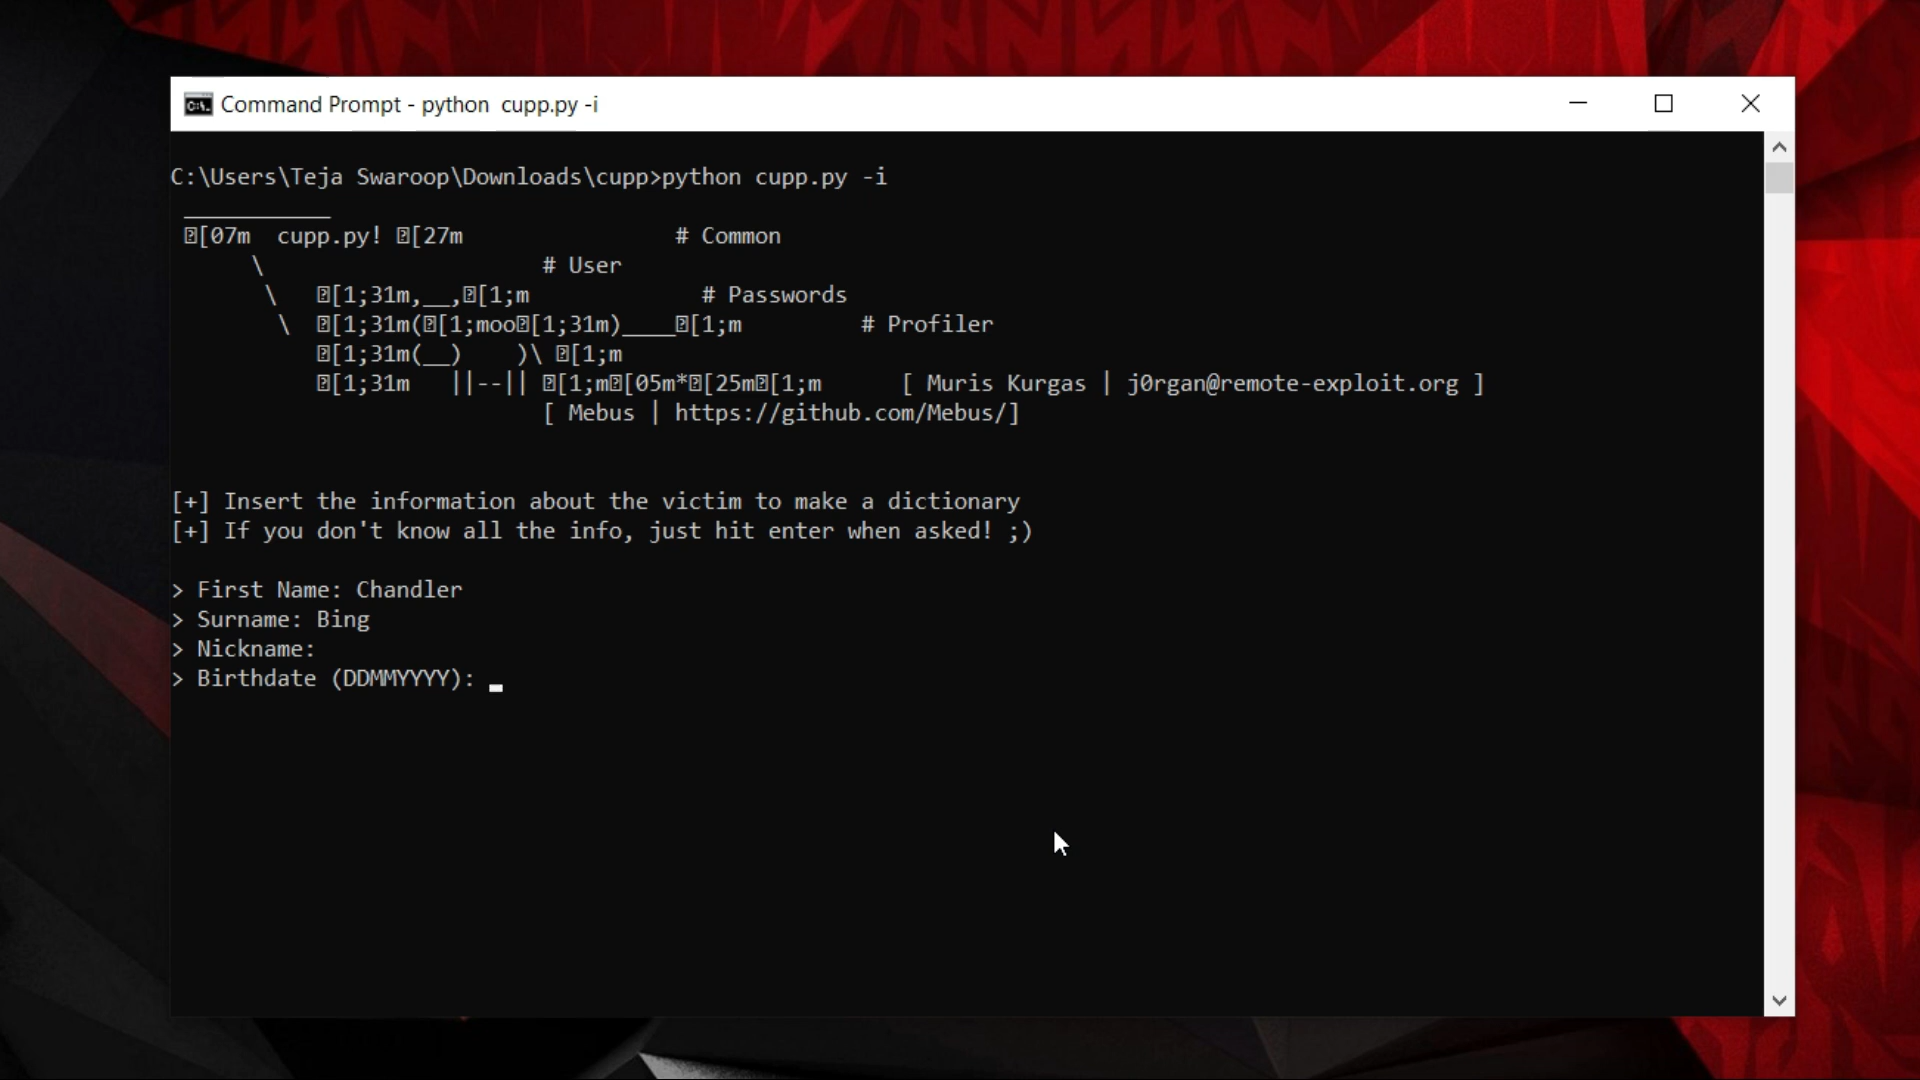 Command Prompt - python  cupp.py -i
C:\Users\Teja Swaroop\Downloads\cupp>python cupp.py -i
 ___________
 [07m  cupp.py! [27m                # Common
      \                     # User
       \   [1;31m,__,[1;m             # Passwords
        \  [1;31m([1;moo[1;31m)____[1;m         # Profiler
           [1;31m(__)    )\ [1;m
           [1;31m   ||--|| [1;m[05m*[25m[1;m      [ Muris Kurgas | j0rgan@remote-exploit.org ]
                            [ Mebus | https://github.com/Mebus/]
[+] Insert the information about the victim to make a dictionary
[+] If you don't know all the info, just hit enter when asked! ;)
> First Name: Chandler
> Surname: Bing
> Nickname:
> Birthdate (DDMMYYYY): _